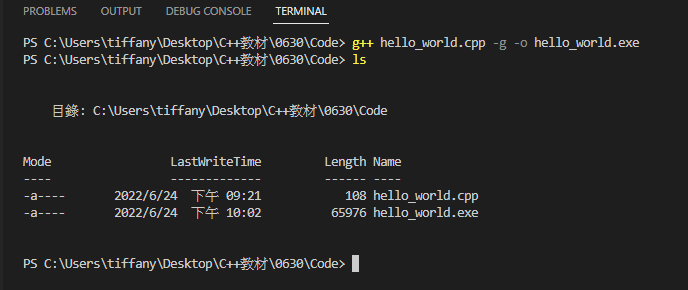 PROBLEMS OUTPUT DEBUG CONSOLE TERMINAL
PS C:\Users\tiffany\Desktop\C++教材\0630\Code> g++ hello_world.cpp -g -o hello_world.exe
PS C:\Users\tiffany\Desktop\C++教材\0630\Code> ls
目錄: C:\Users\tiffany\Desktop\C++教材\0630\Code
Mode LastWriteTime Length Name
---- ------------- ------ ----
-a---- 2022/6/24 下午 09:21 108 hello_world.cpp
-a---- 2022/6/24 下午 10:02 65976 hello_world.exe
PS C:\Users\tiffany\Desktop\C++教材\0630\Code>